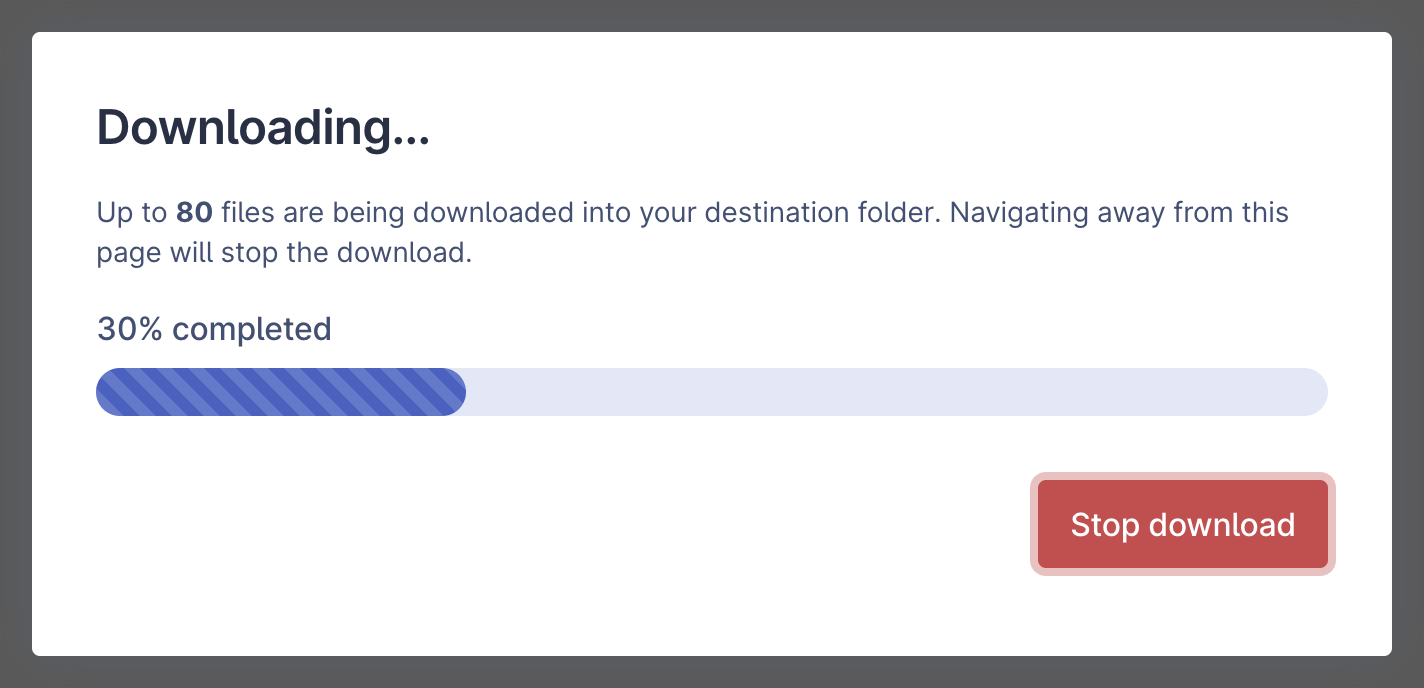 Downloading...
Up to 80 files are being downloaded into your destination folder. Navigating away from this
page will stop the download.
30% completed
Stop download